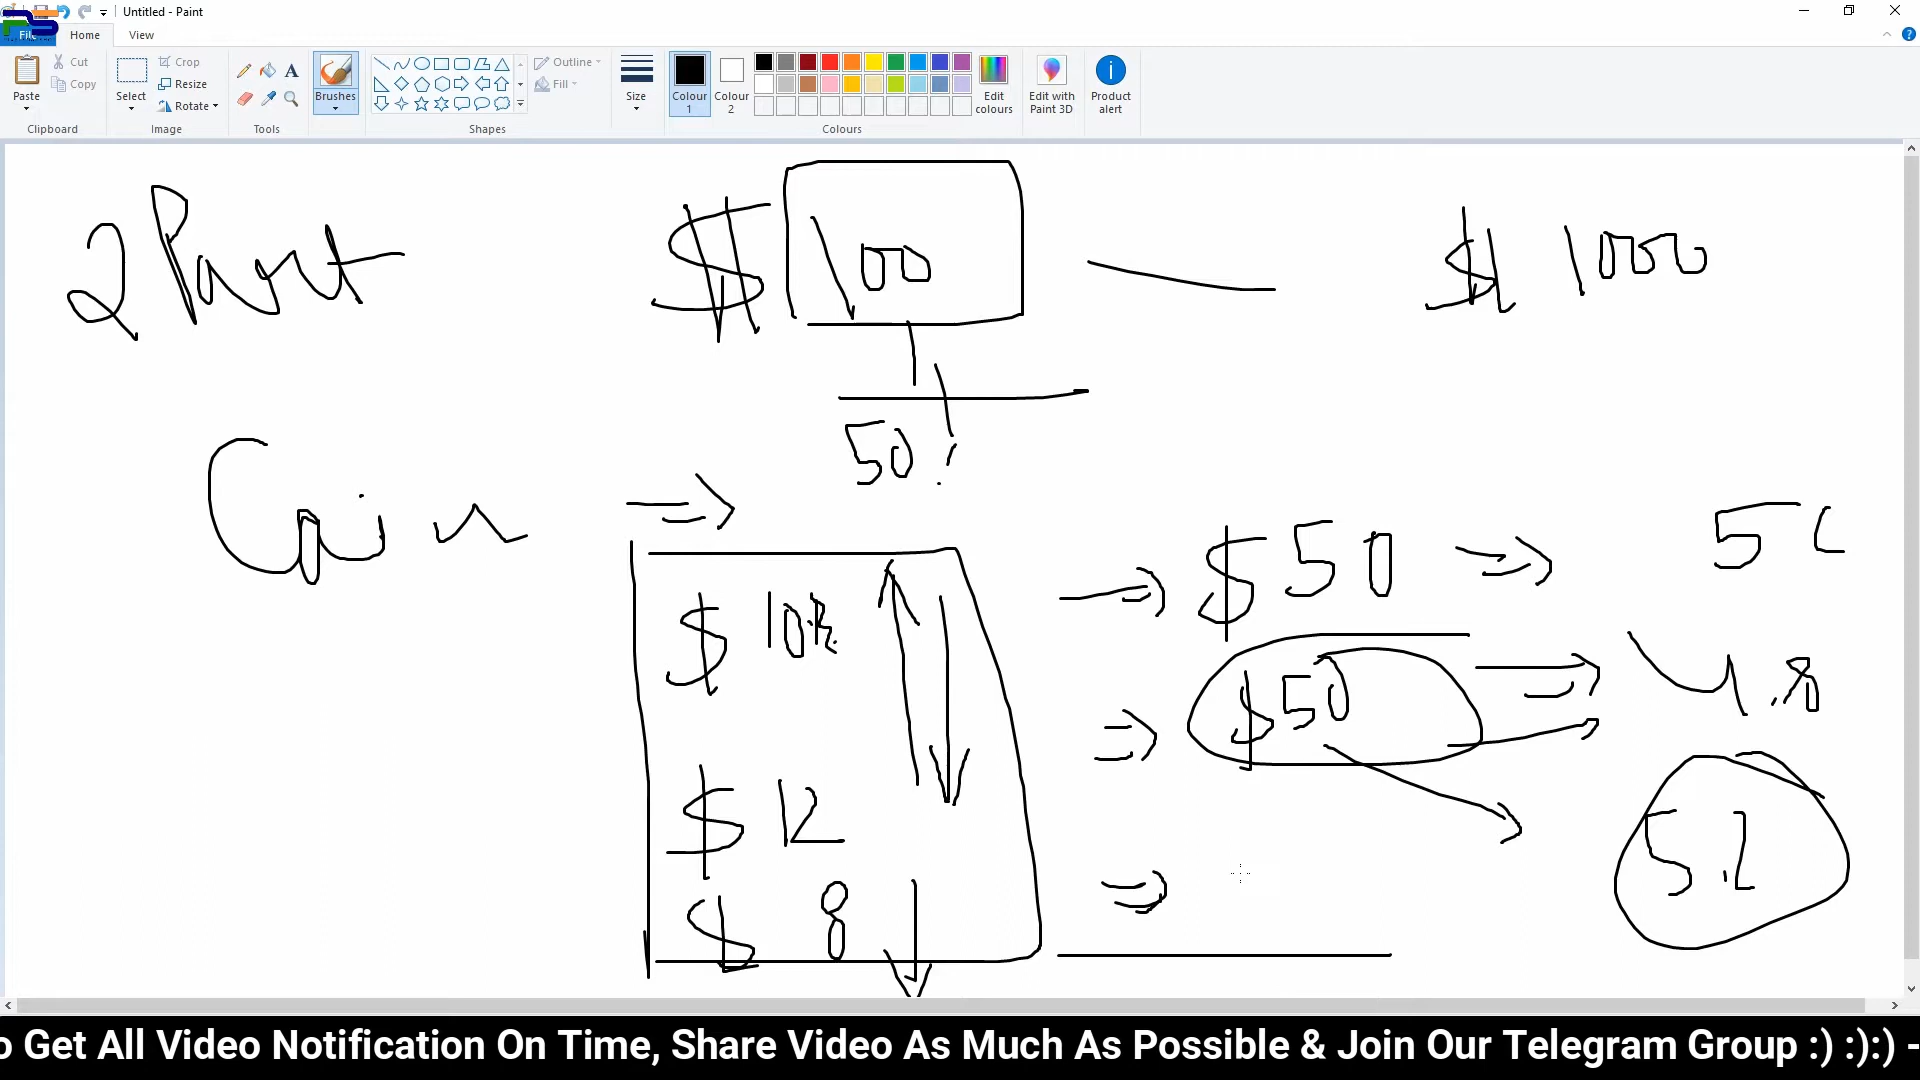 Untitled - Paint
File Home View
Cut
Copy
Paste
Clipboard
Crop
Resize
Rotate
Select
Image
A
Tools
Brushes
Outline
Fill
Shapes
Size
Colour 1
Colour 2
Edit colours
Colours
Edit with Paint 3D
Product alert
2 Part $ 100 $ 1000
50
Coin
$ 50 5C
$ 10k
$50 4.8
$ 12
5.2
$ 8
o Get All Video Notification On Time, Share Video As Much As Possible & Join Our Telegram Group :) :):) -